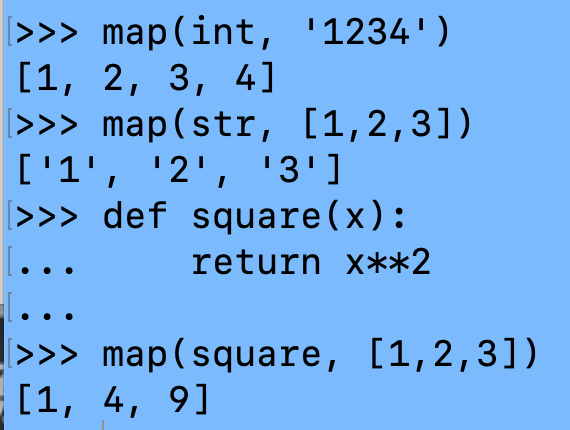 >>> map(int, '1234')
[1, 2, 3, 4]
>>> map(str, [1,2,3])
['1', '2', '3']
>>> def square(x):
...     return x**2
...
>>> map(square, [1,2,3])
[1, 4, 9]